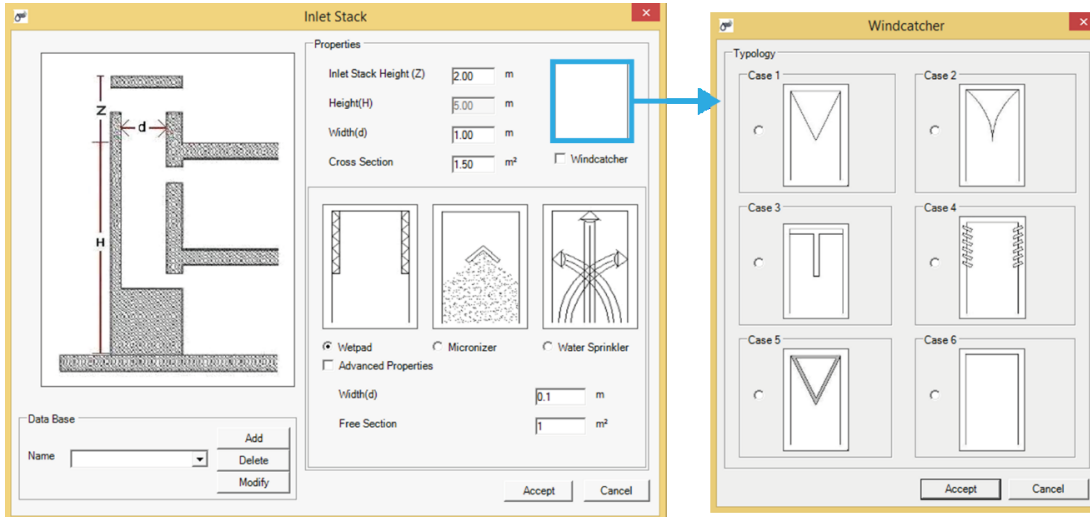 Inlet Stack
Z
d
H
Data Base
Name
Add
Delete
Modify
Properties
Inlet Stack Height (Z) 2.00 m
Height(H) 5.00 m
Width(d) 1.00 m
Cross Section 1.50 m²
Windcatcher
Wetpad Micronizer Water Sprinkler
Advanced Properties
Width(d) 0.1 m
Free Section 1 m²
Accept Cancel
Windcatcher
Typology
Case 1 Case 2
Case 3 Case 4
Case 5 Case 6
Accept Cancel